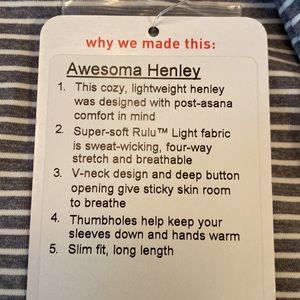 why we made this:
Awesoma Henley
1. This cozy, lightweight henley
was designed with post-asana
comfort in mind
2. Super-soft Rulu™ Light fabric
is sweat-wicking, four-way
stretch and breathable
3. V-neck design and deep button
opening give sticky skin room
to breathe
4. Thumbholes help keep your
sleeves down and hands warm
5. Slim fit, long length